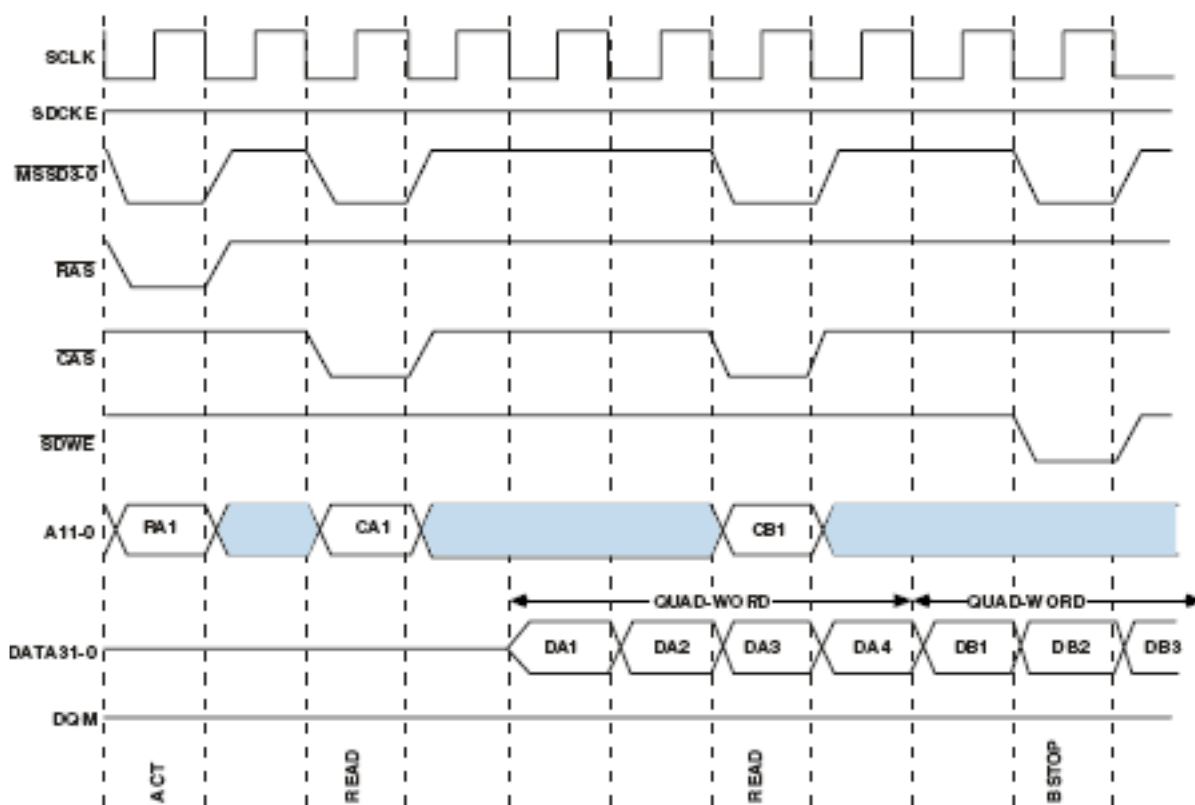 SCLK
SDCKE
MSSD3-0
RAS
CAS
SDWE
A11-0 RA1 CA1 CB1
QUAD-WORD QUAD-WORD
DATA31-0 DA1 DA2 DA3 DA4 DB1 DB2 DB3
DQM
ACT READ READ BSTOP